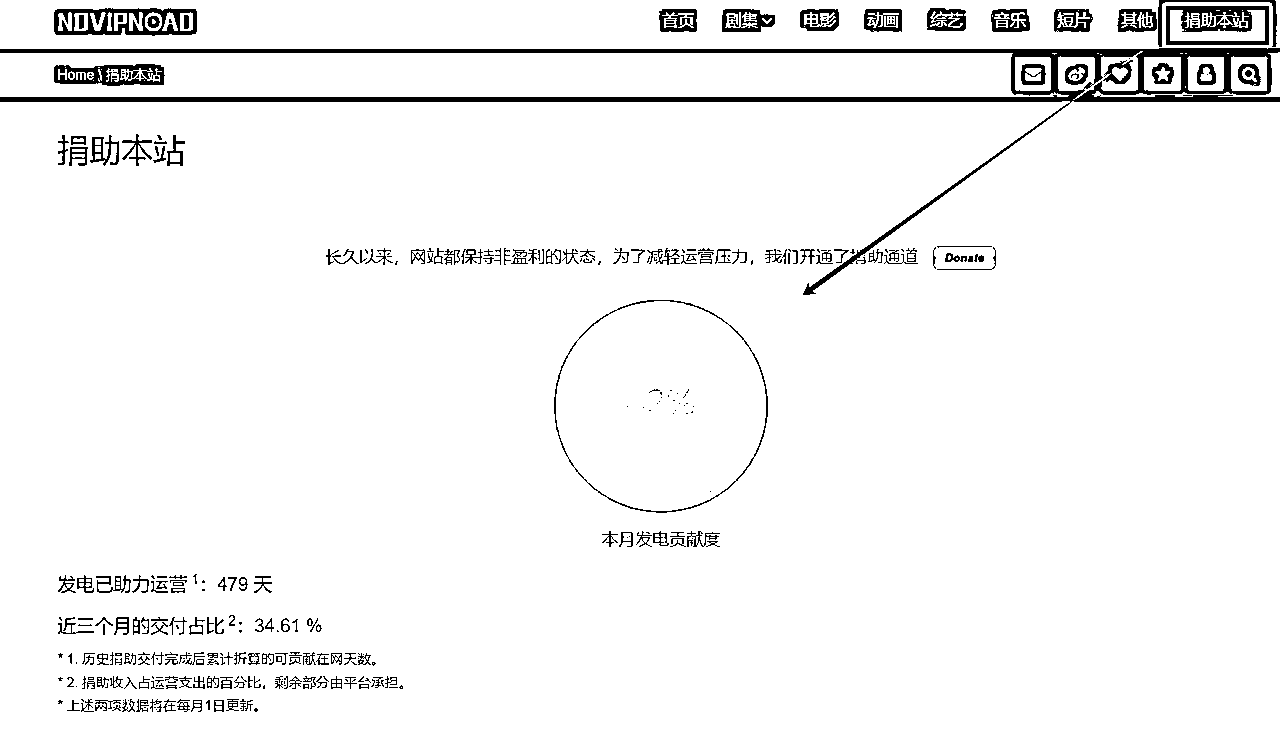 NOVIPNOAD
首页 剧集 电影 动画 综艺 音乐 短片 其他 捐助本站
Home \ 捐助本站
捐助本站
长久以来，网站都保持非盈利的状态，为了减轻运营压力，我们开通了捐助通道 Donate
本月发电贡献度
发电已助力运营 1： 479 天
近三个月的交付占比 2： 34.61 %
* 1. 历史捐助交付完成后累计折算的可贡献在网天数。
* 2. 捐助收入占运营支出的百分比，剩余部分由平台承担。
* 上述两项数据将在每月1日更新。